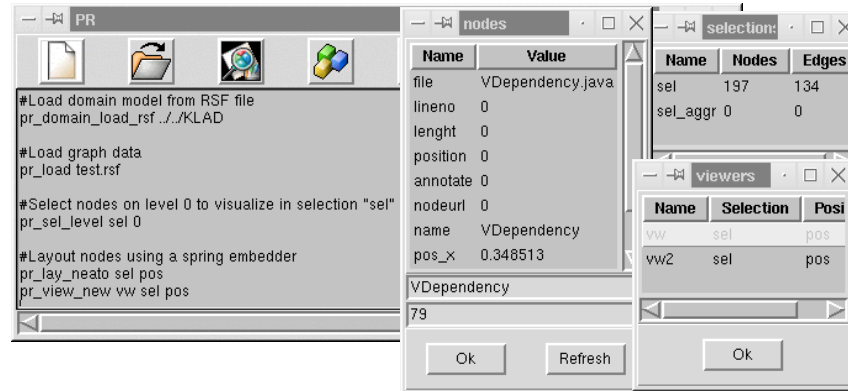 PR
#Load domain model from RSF file
pr_domain_load_rsf ../../KLAD
#Load graph data
pr_load test.rsf
#Select nodes on level 0 to visualize in selection "sel"
pr_sel_level sel 0
#Layout nodes using a spring embedder
pr_lay_neato sel pos
pr_view_new vw sel pos
nodes
Name Value
file VDependency.java
lineno 0
lenght 0
position 0
annotate 0
nodeurl 0
name VDependency
pos_x 0.348513
VDependency
79
Ok Refresh
selection:
Name Nodes Edges
sel 197 134
sel_aggr 0 0
viewers
Name Selection Posi
vw sel pos
vw2 sel pos
Ok